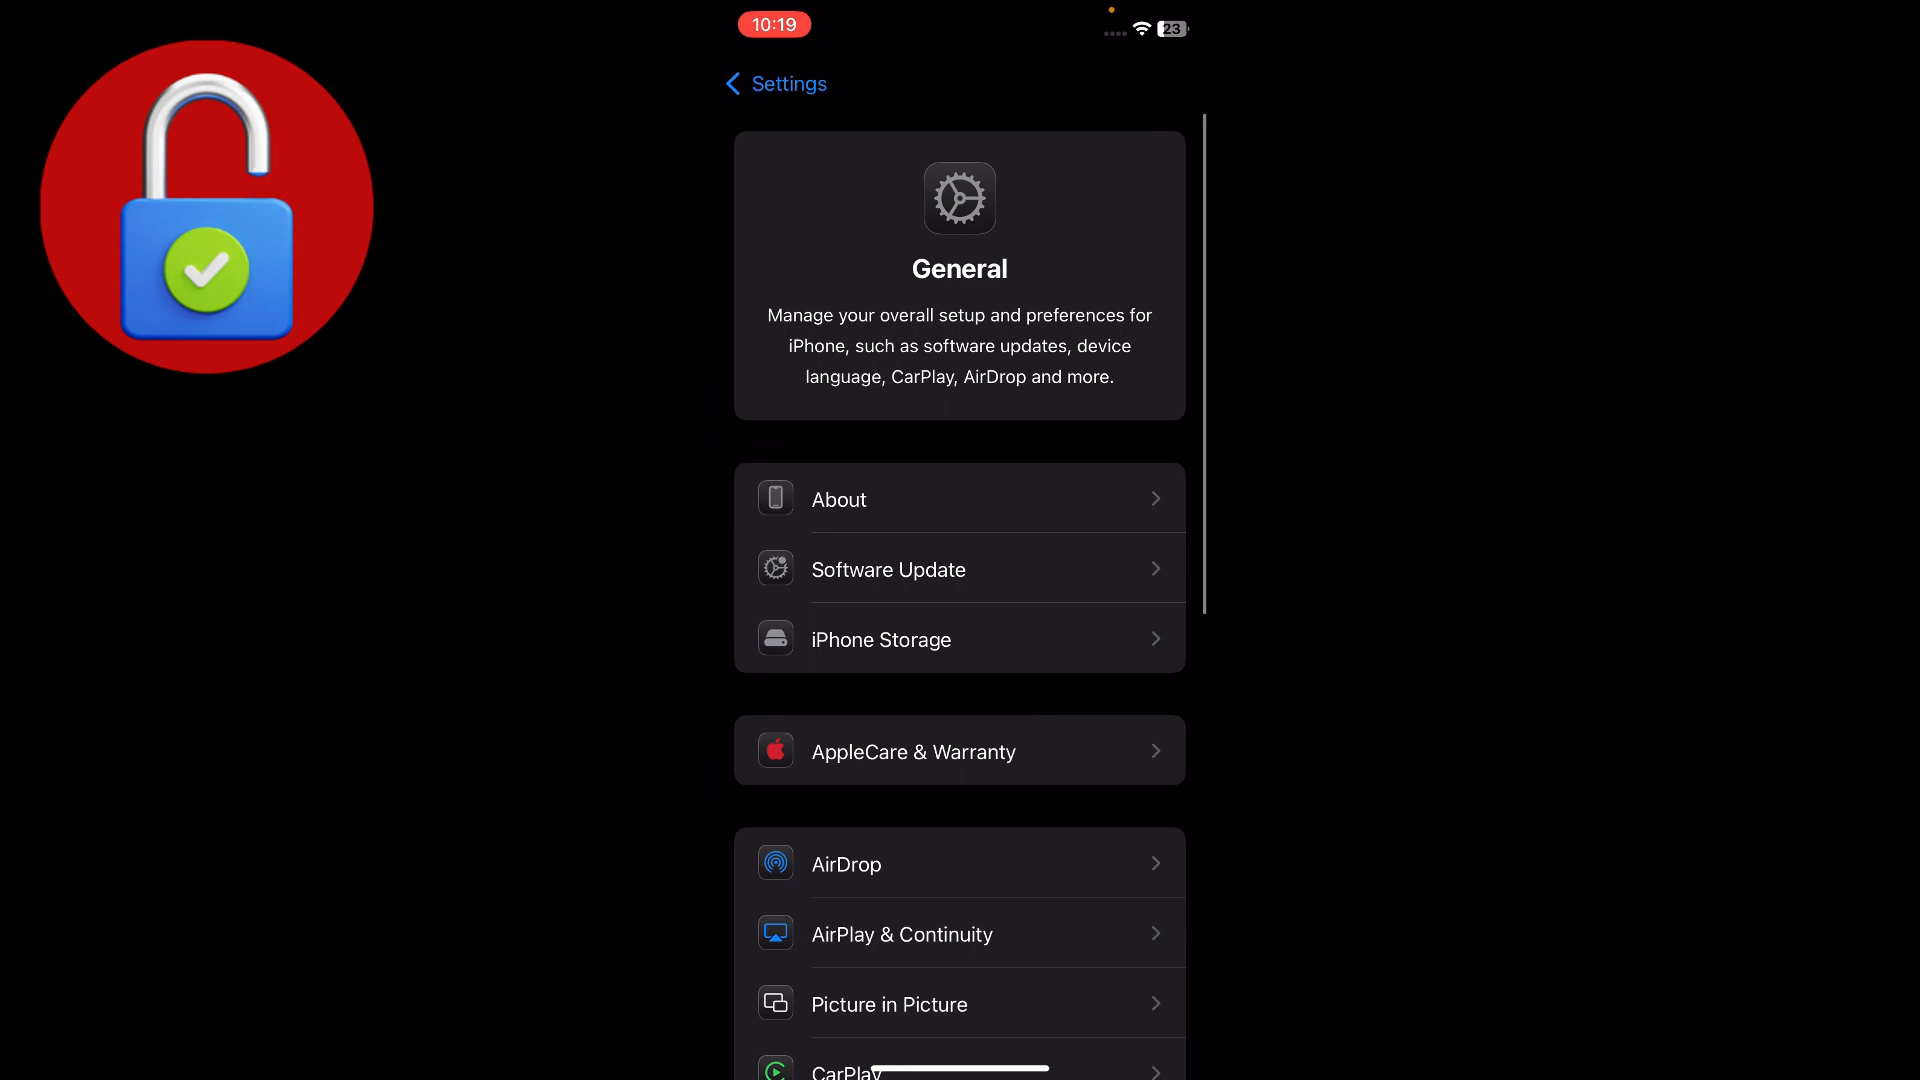 10:19
23
Settings
General
Manage your overall setup and preferences for
iPhone, such as software updates, device
language, CarPlay, AirDrop and more.
About
Software Update
iPhone Storage
AppleCare & Warranty
AirDrop
AirPlay & Continuity
Picture in Picture
CarPlay